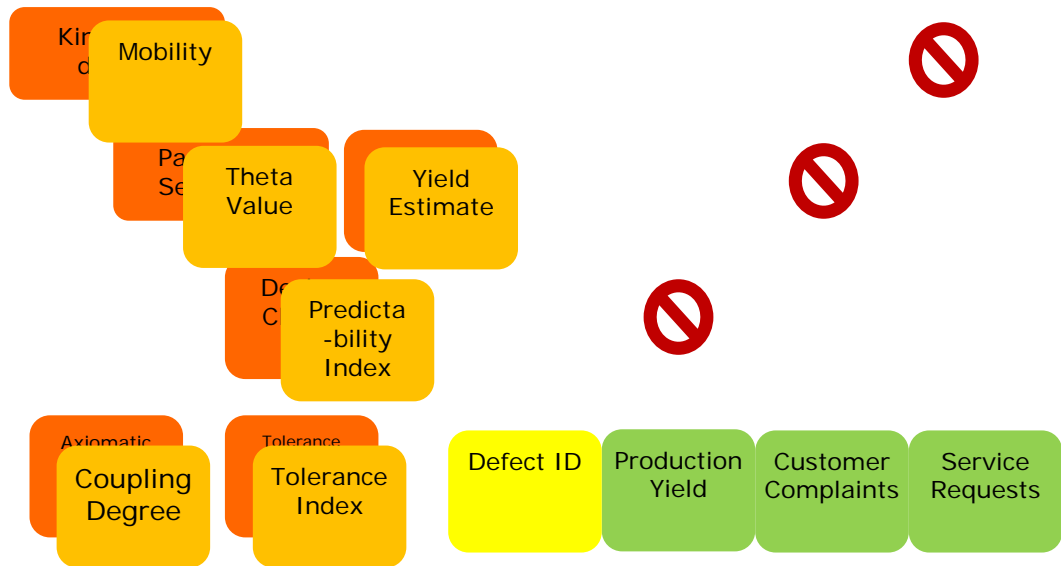 Mobility
Theta
Value
Yield
Estimate
Predicta
-bility
Index
Axiomatic
Coupling
Degree
Tolerance
Tolerance
Index
Defect ID
Production
Yield
Customer
Complaints
Service
Requests